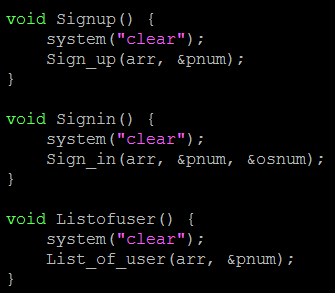 void Signup() {
    system("clear");
    Sign_up(arr, &pnum);
}

void Signin() {
    system("clear");
    Sign_in(arr, &pnum, &osnum);
}

void Listofuser() {
    system("clear");
    List_of_user(arr, &pnum);
}